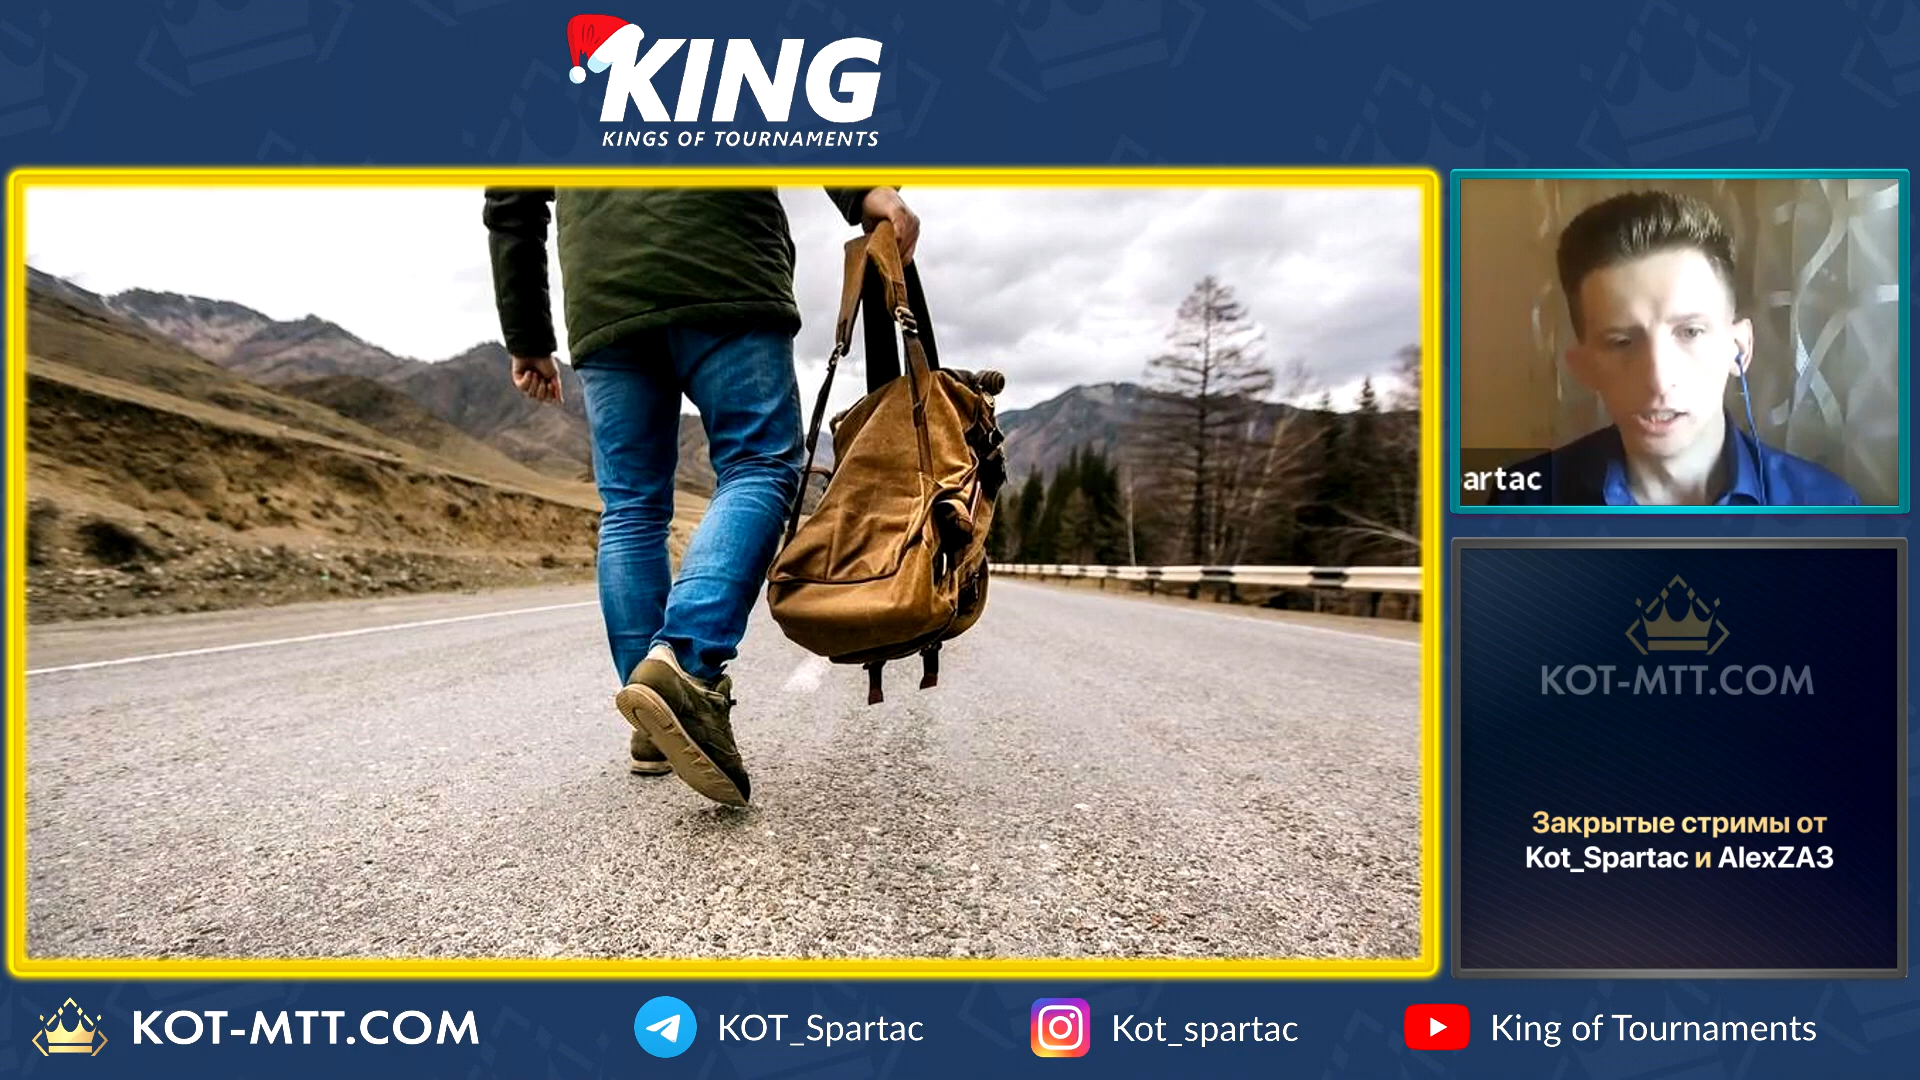 KING
KINGS OF TOURNAMENTS
artac
KOT-MTT.COM
Закрытые стримы от
Kot_Spartac и AlexZA3
KOT-MTT.COM
KOT_Spartac
Kot_spartac
King of Tournaments